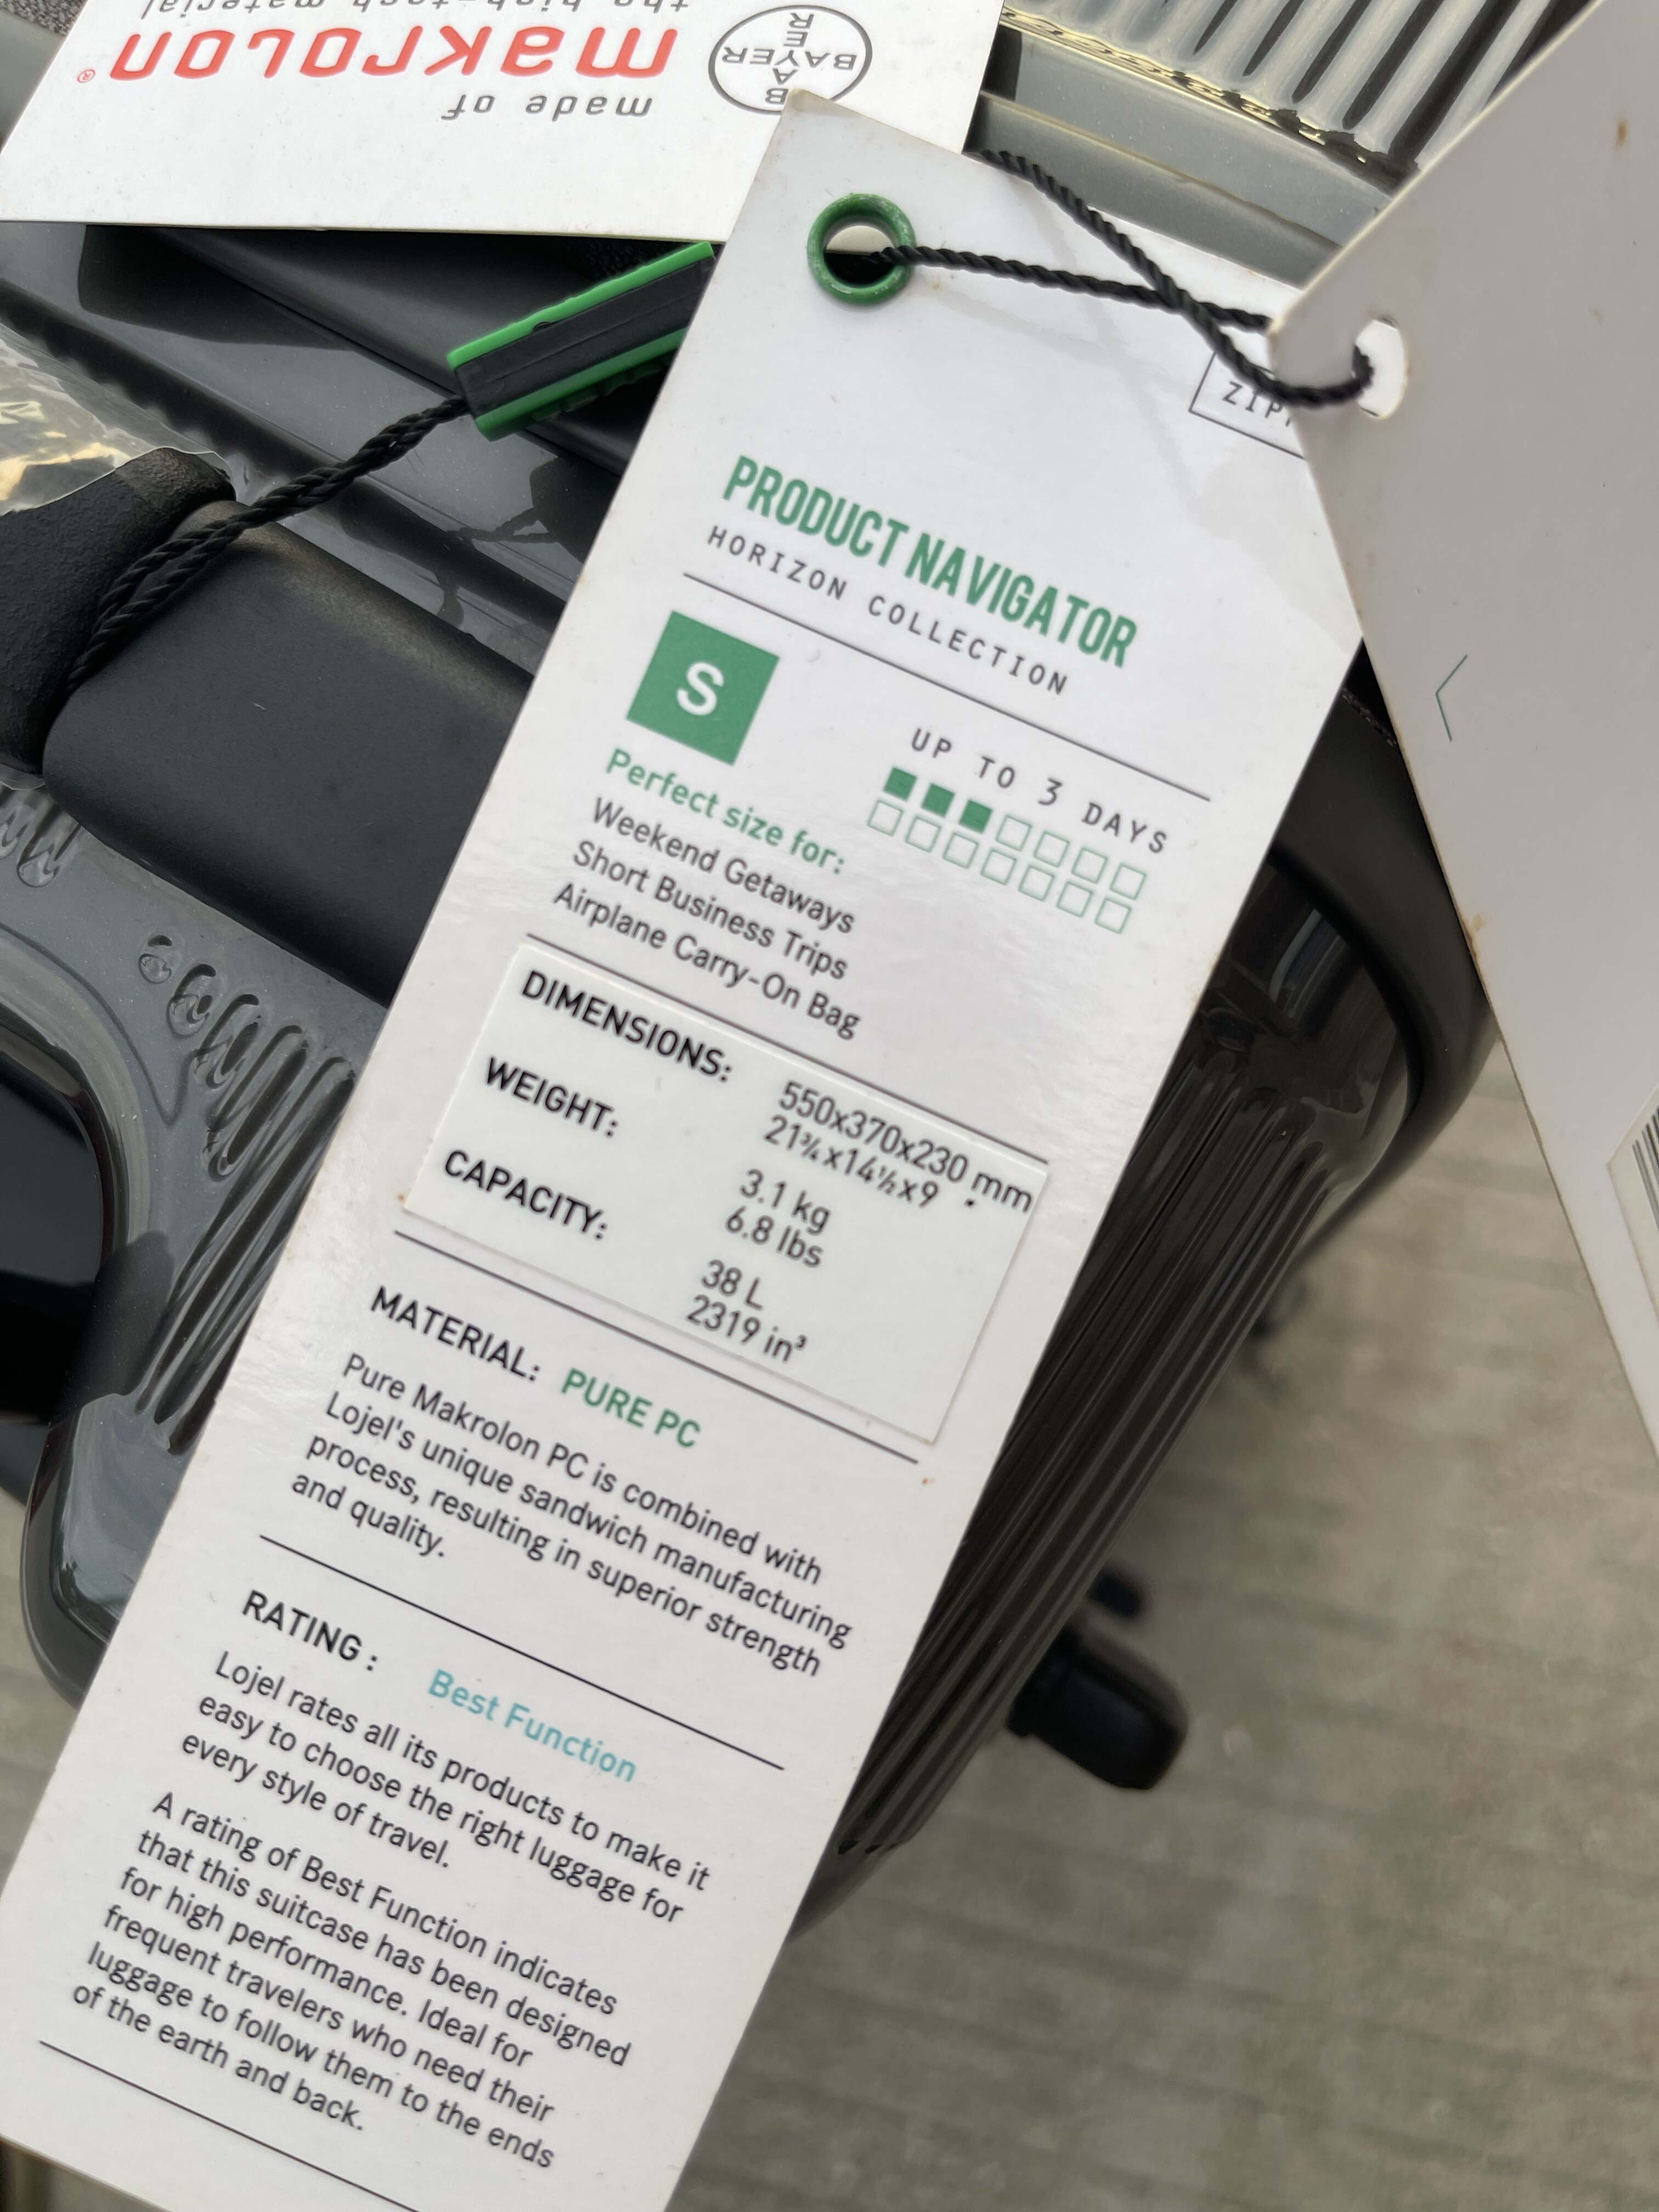 the high-tech material
makrolon®
made of
BAYER
BAYER
ZIP
PRODUCT NAVIGATOR
HORIZON COLLECTION
S
UP TO 3 DAYS
Perfect size for:
Weekend Getaways
Short Business Trips
Airplane Carry-On Bag
DIMENSIONS: 550x370x230 mm
21¾x14½x9 "
WEIGHT: 3.1 kg
6.8 lbs
CAPACITY: 38 L
2319 in³
MATERIAL: PURE PC
Pure Makrolon PC is combined with
Lojel's unique sandwich manufacturing
process, resulting in superior strength
and quality.
RATING : Best Function
Lojel rates all its products to make it
easy to choose the right luggage for
every style of travel.
A rating of Best Function indicates
that this suitcase has been designed
for high performance. Ideal for
frequent travelers who need their
luggage to follow them to the ends
of the earth and back.